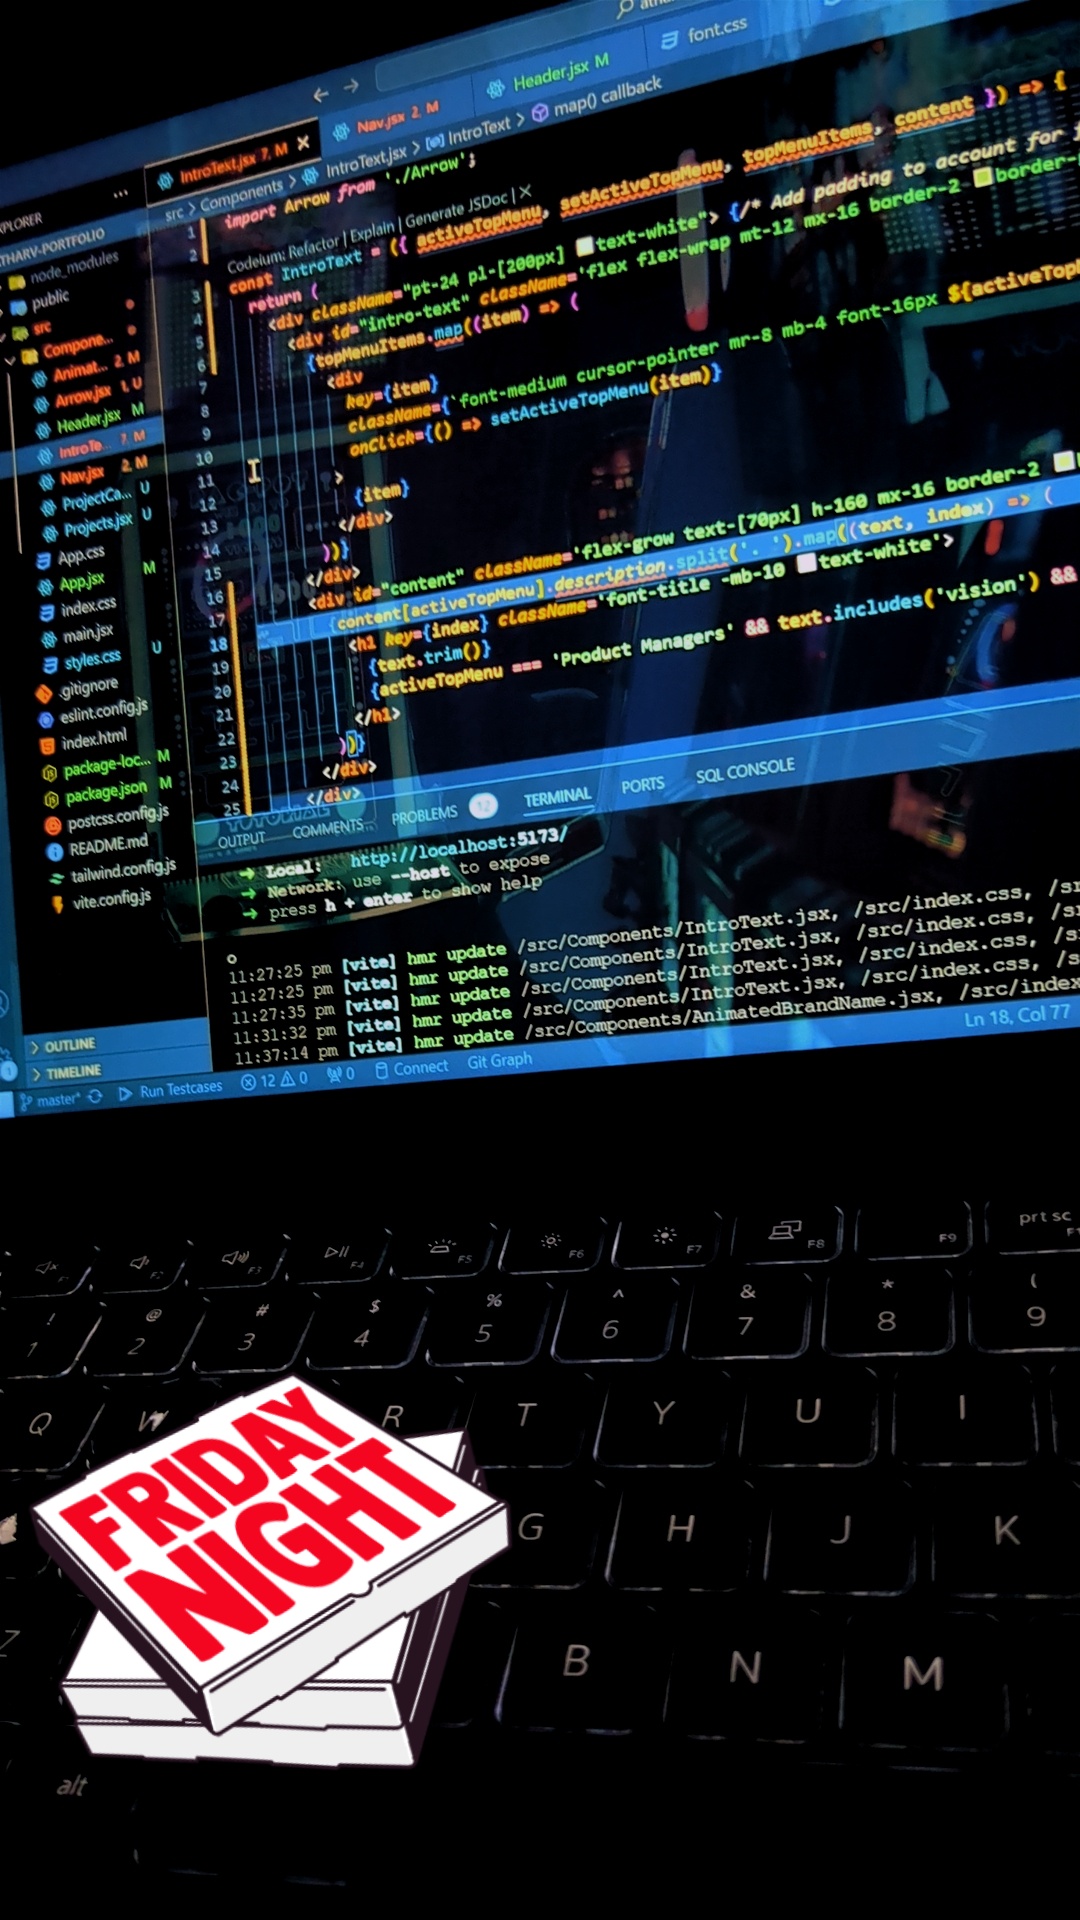 Nav.jsx 2, M
Header.jsx M
font.css
IntroText.jsx 7, M
src > Components > IntroText.jsx > IntroText > map() callback
THARV-PORTFOLIO
node_modules
public
src
Compone...
Animat... 2, M
Arrow.jsx 1, U
Header.jsx M
IntroTe... 7, M
Nav.jsx 2, M
ProjectCa... U
Projects.jsx U
App.css
App.jsx M
index.css
main.jsx
styles.css U
.gitignore
eslint.config.js
index.html
package-loc... M
package.json M
postcss.config.js
README.md
tailwind.config.js
vite.config.js
OUTLINE
TIMELINE
1 import Arrow from './Arrow';
2
Codeium: Refactor | Explain | Generate JSDoc | X
3 const IntroText = ({ activeTopMenu, setActiveTopMenu, topMenuItems, content }) => {
4 return (
5 <div className="pt-24 pl-[200px] text-white"> {/* Add padding to account for
6 <div id="intro-text" className='flex flex-wrap mt-12 mx-16 border-2 border-
7 {topMenuItems.map((item) => (
8 <div
9 key={item}
10 className={`font-medium cursor-pointer mr-8 mb-4 font-16px ${activeTop
11 onClick={() => setActiveTopMenu(item)}
12 >
13 {item}
14 </div>
15 ))}
16 </div>
17 <div id="content" className='flex-grow text-[70px] h-160 mx-16 border-2
18 {content[activeTopMenu].description.split('. ').map((text, index) => (
19 <h1 key={index} className='font-title -mb-10 text-white'>
20 {text.trim()}
21 {activeTopMenu === 'Product Managers' && text.includes('vision') &&
22 </h1>
23 ))}
24 </div>
25 </div>
OUTPUT COMMENTS PROBLEMS 12 TERMINAL PORTS SQL CONSOLE
➜ Local: http://localhost:5173/
➜ Network: use --host to expose
➜ press h + enter to show help
11:27:25 pm [vite] hmr update /src/Components/IntroText.jsx, /src/index.css, /sr
11:27:25 pm [vite] hmr update /src/Components/IntroText.jsx, /src/index.css, /sr
11:27:35 pm [vite] hmr update /src/Components/IntroText.jsx, /src/index.css, /s
11:31:32 pm [vite] hmr update /src/Components/IntroText.jsx, /src/index.css, /s
11:37:14 pm [vite] hmr update /src/Components/AnimatedBrandName.jsx, /src/index
master* Run Testcases 12 0 0 Connect Git Graph Ln 18, Col 77
F5 F6 F7 F8 F9 prt sc
! @ # $ % ^ & * (
1 2 3 4 5 6 7 8 9
Q W R T Y U I
G H J K
Z B N M
alt
FRIDAY
NIGHT